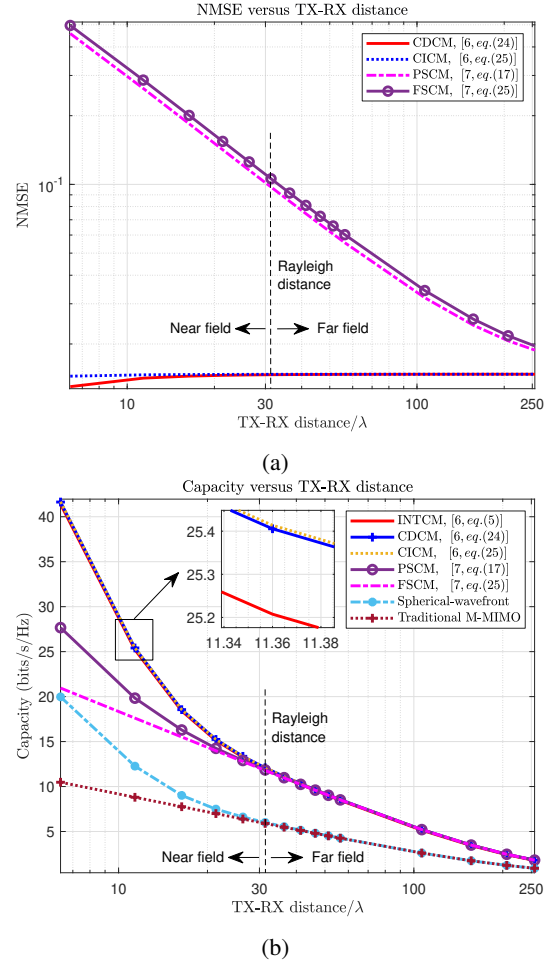 NMSE versus TX-RX distance
CDCM, [6, eq.(24)]
CICM, [6, eq.(25)]
PSCM, [7, eq.(17)]
FSCM, [7, eq.(25)]
NMSE
10-1
Rayleigh
distance
Near field
Far field
10
30
100
250
TX-RX distance/λ
(a)
Capacity versus TX-RX distance
INTCM, [6, eq.(5)]
CDCM, [6, eq.(24)]
CICM, [6, eq.(25)]
PSCM, [7, eq.(17)]
FSCM, [7, eq.(25)]
Spherical-wavefront
Traditional M-MIMO
25.4
25.3
25.2
11.34
11.36
11.38
Capacity (bits/s/Hz)
40
35
30
25
20
15
10
5
Rayleigh
distance
Near field
Far field
10
30
100
250
TX-RX distance/λ
(b)